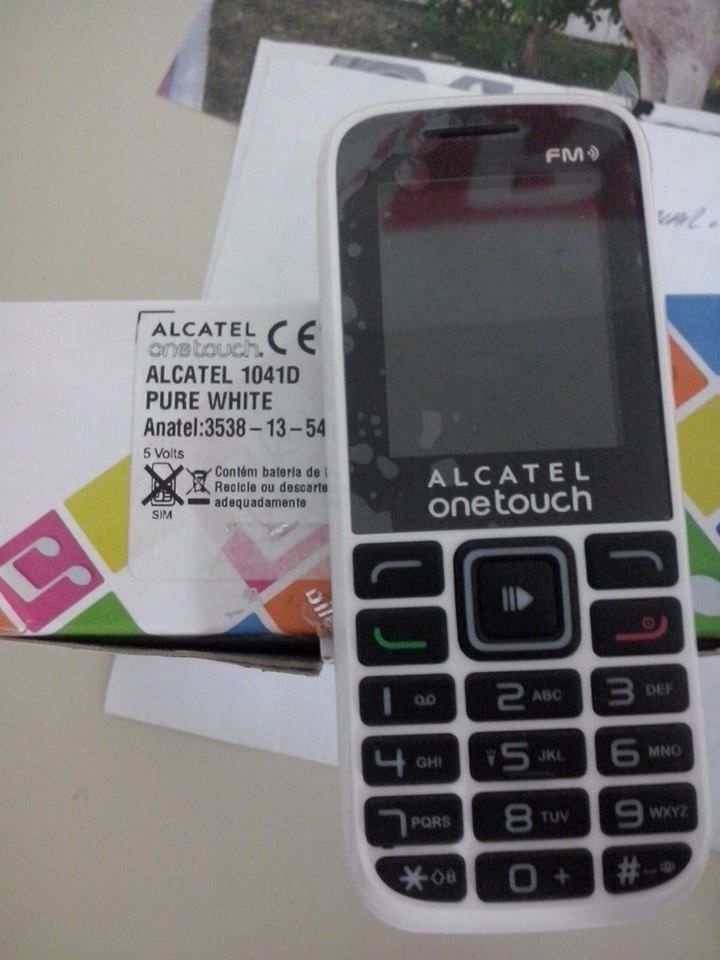 FM
ALCATEL
onetouch.
CE
ALCATEL 1041D
PURE WHITE
Anatel:3538-13-54
5 Volts
Contém bateria de
Recicle ou descarte
adequadamente
SIM
ALCATEL
onetouch
1
2 ABC
3 DEF
4 GHI
5 JKL
6 MNO
7 PQRS
8 TUV
9 WXYZ
*
0 +
#